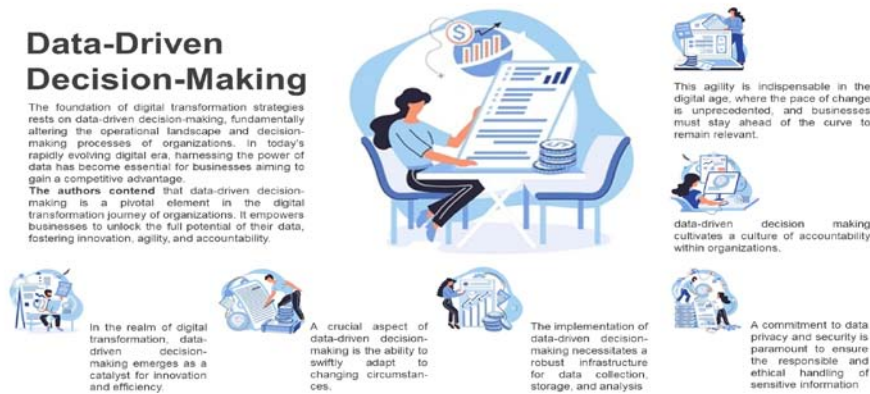 Data-Driven
Decision-Making
The foundation of digital transformation strategies
rests on data-driven decision-making, fundamentally
altering the operational landscape and decision-
making processes of organizations. In today's
rapidly evolving digital era, harnessing the power of
data has become essential for businesses aiming to
gain a competitive advantage.
The authors contend that data-driven decision-
making is a pivotal element in the digital
transformation journey of organizations. It empowers
businesses to unlock the full potential of their data,
fostering innovation, agility, and accountability.
$
This agility is indispensable in the
digital age, where the pace of change
is unprecedented, and businesses
must stay ahead of the curve to
remain relevant.
data-driven decision making
cultivates a culture of accountability
within organizations.
In the realm of digital
transformation, data-
driven decision-
making emerges as a
catalyst for innovation
and efficiency.
A crucial aspect of
data-driven decision-
making is the ability to
swiftly adapt to
changing circumstan-
ces.
The implementation of
data-driven decision-
making necessitates a
robust infrastructure
for data collection,
storage, and analysis
A commitment to data
privacy and security is
paramount to ensure
the responsible and
ethical handling of
sensitive information